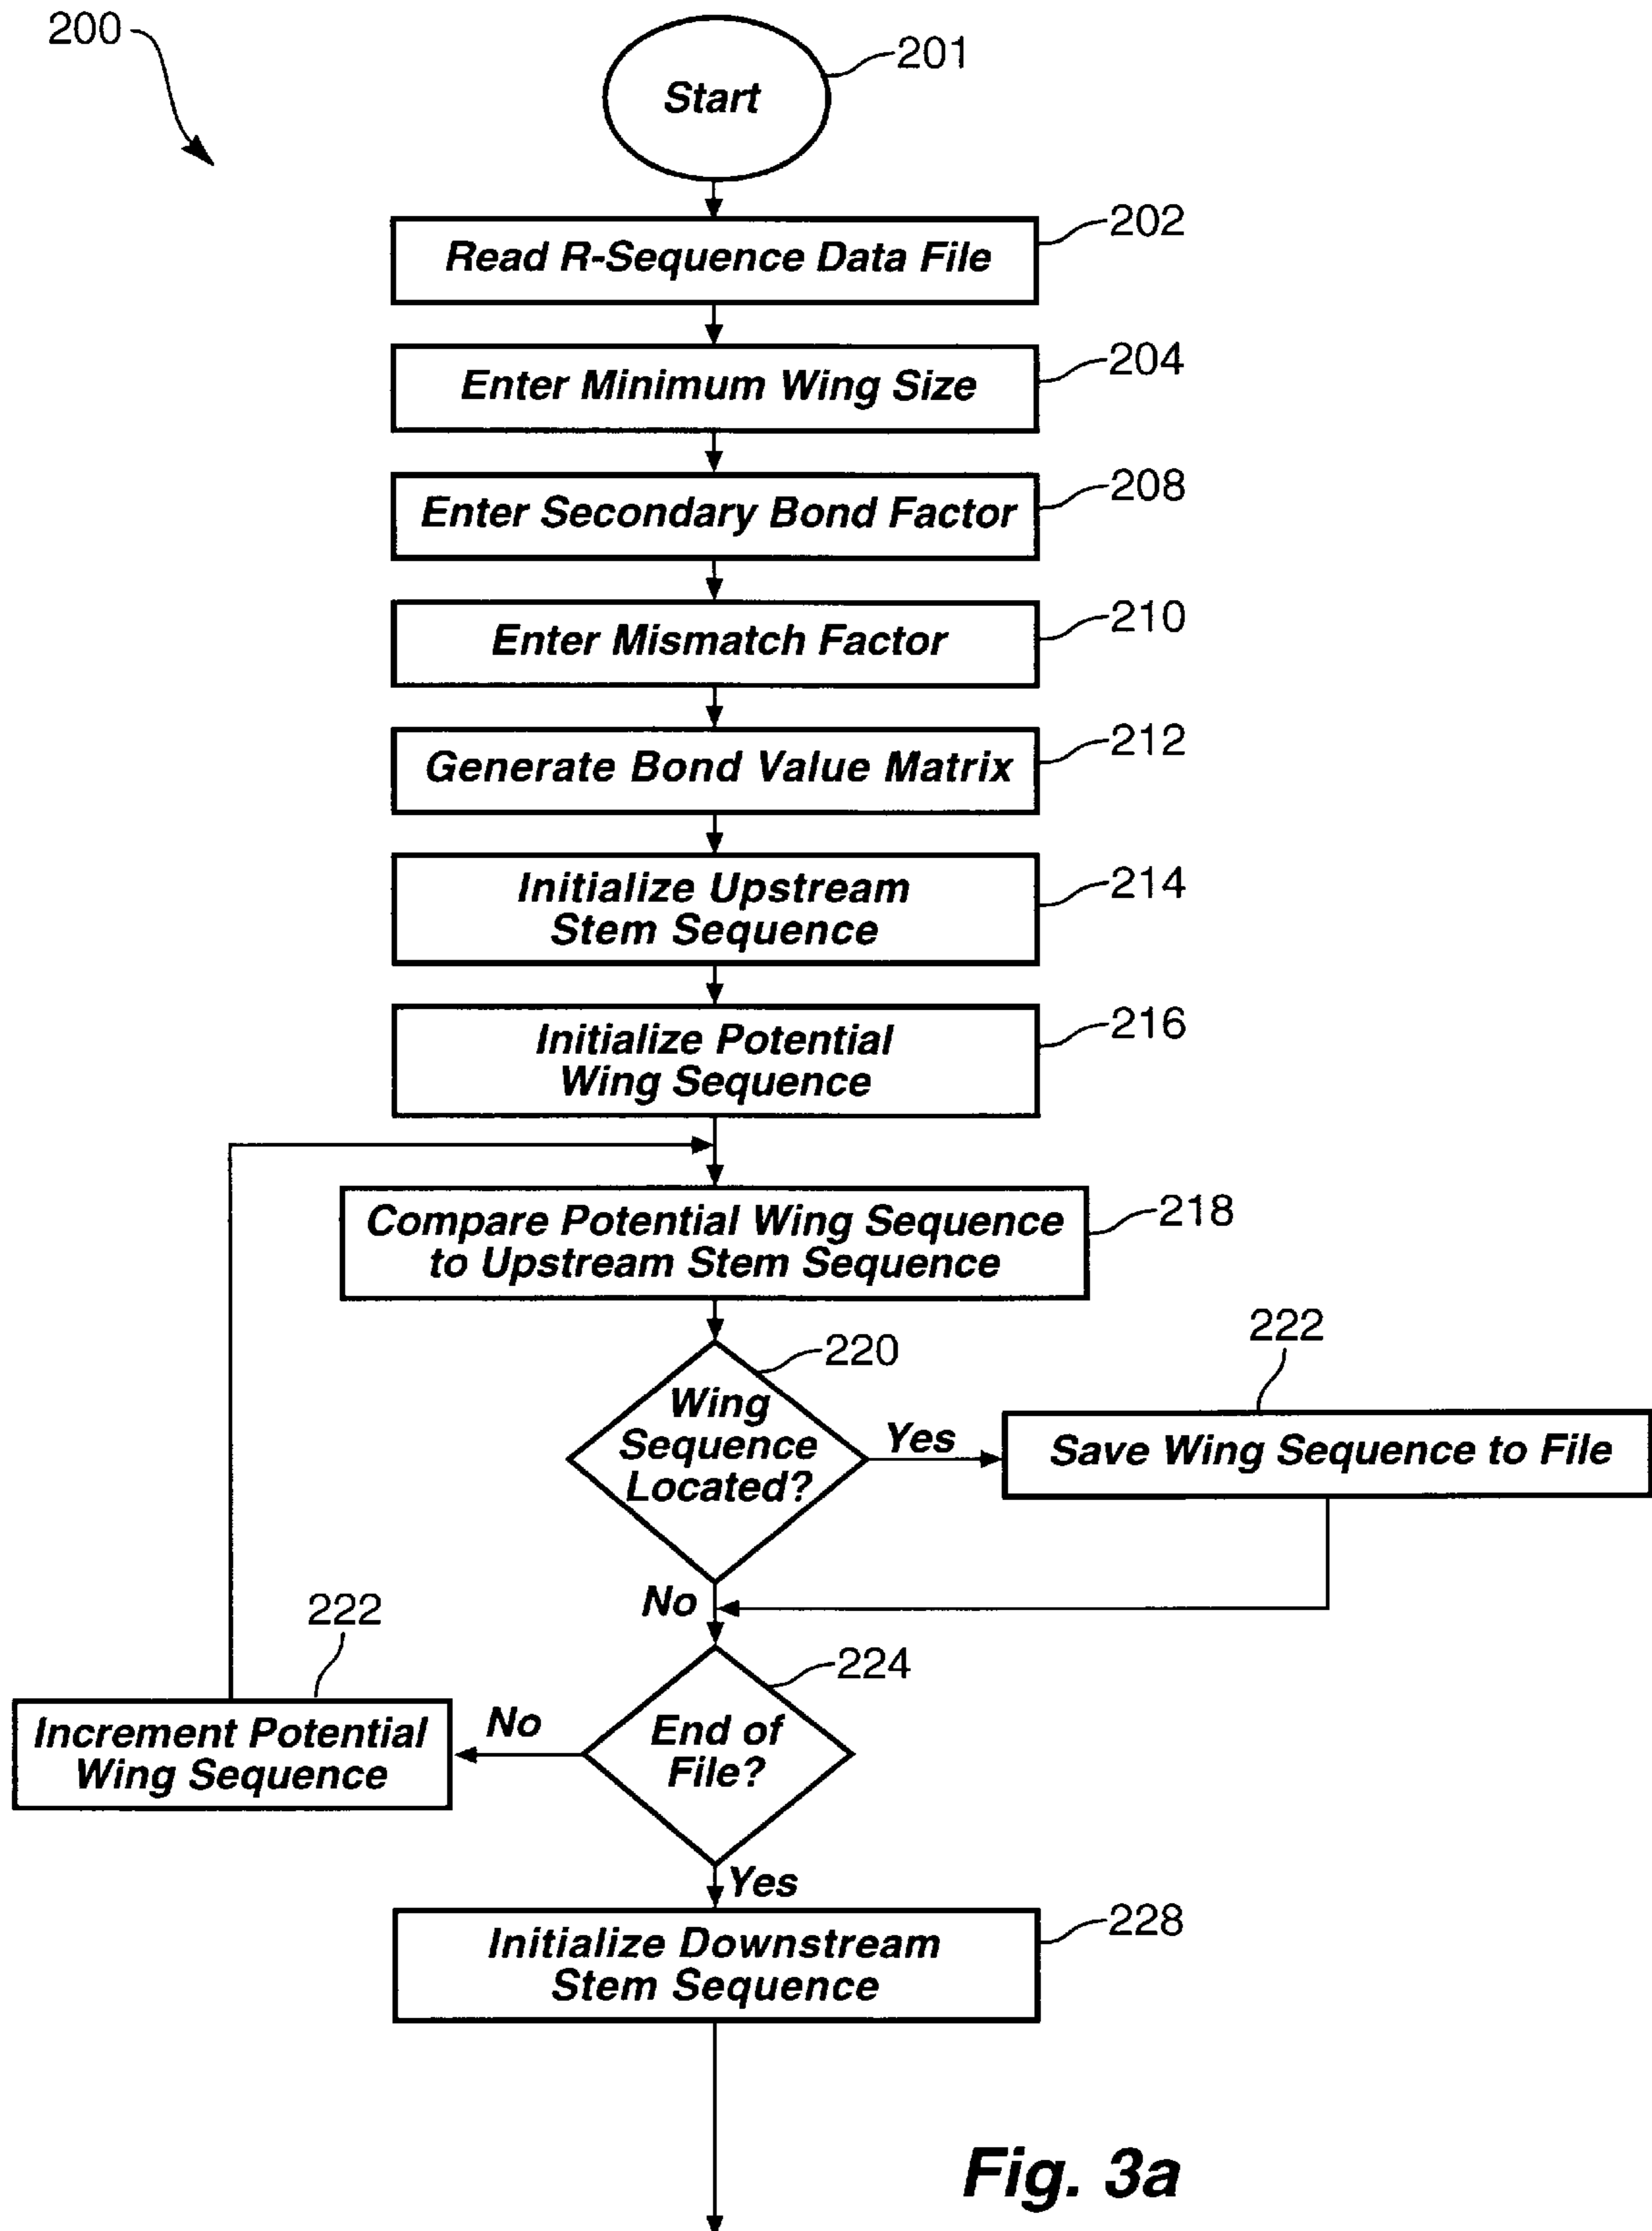 200
Start
201
Read R-Sequence Data File
202
Enter Minimum Wing Size
204
Enter Secondary Bond Factor
208
Enter Mismatch Factor
210
Generate Bond Value Matrix
212
Initialize Upstream
Stem Sequence
214
Initialize Potential
Wing Sequence
216
Compare Potential Wing Sequence
to Upstream Stem Sequence
218
220
Wing
Sequence
Located?
Yes
222
Save Wing Sequence to File
No
222
Increment Potential
Wing Sequence
No
224
End of
File?
Yes
Initialize Downstream
Stem Sequence
228
Fig. 3a